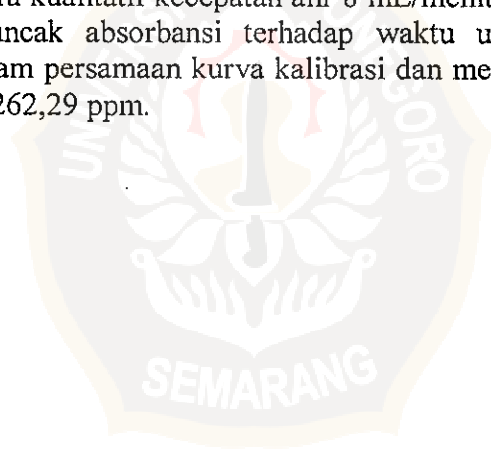 kecepatan alir 8 mL/menit
uncak absorbansi terhadap waktu u
am persamaan kurva kalibrasi dan me
262,29 ppm.
SEMARANG